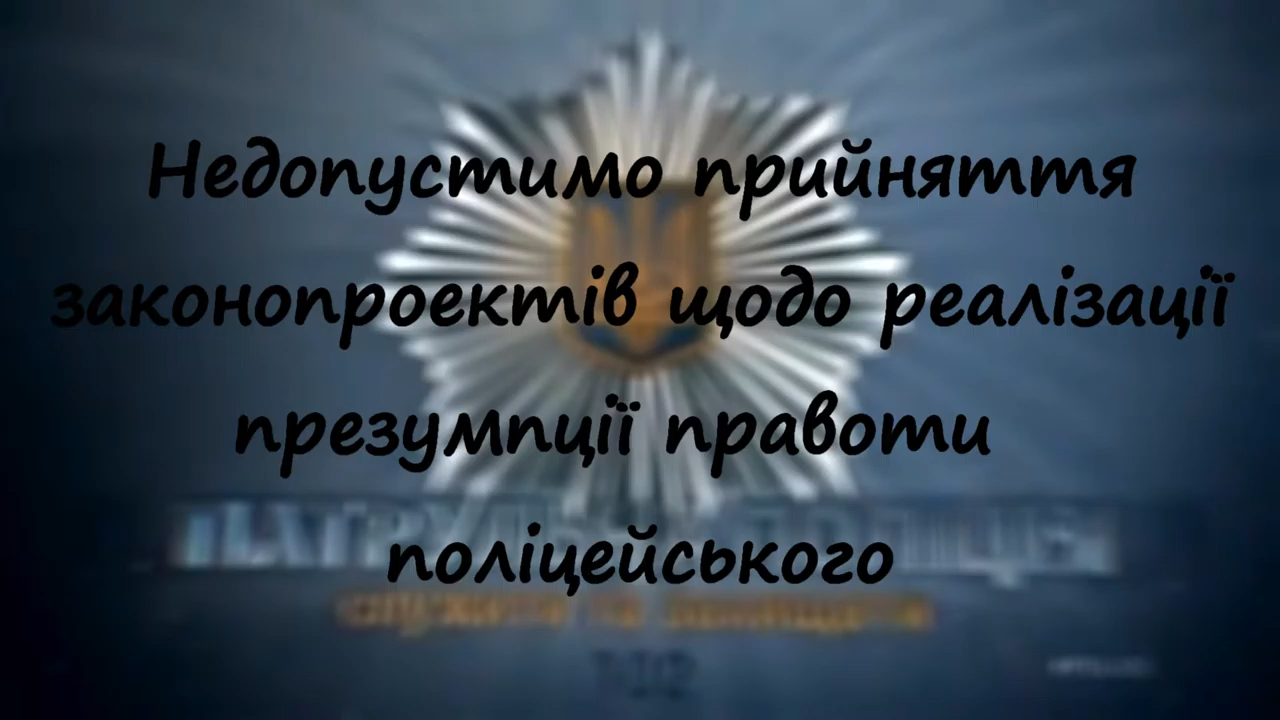 Недопустимо прийняття
законопроектів щодо реалізації
презумпції правоти
поліцейського